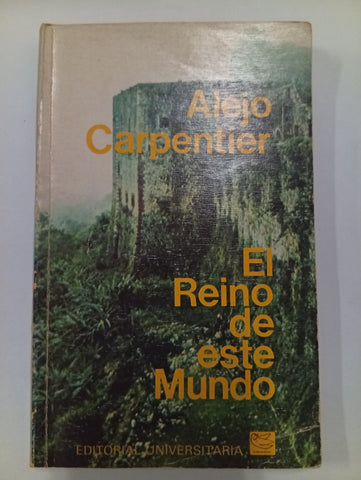 Alejo
Carpentier
El
Reino
de
este
Mundo
EDITORIAL UNIVERSITARIA